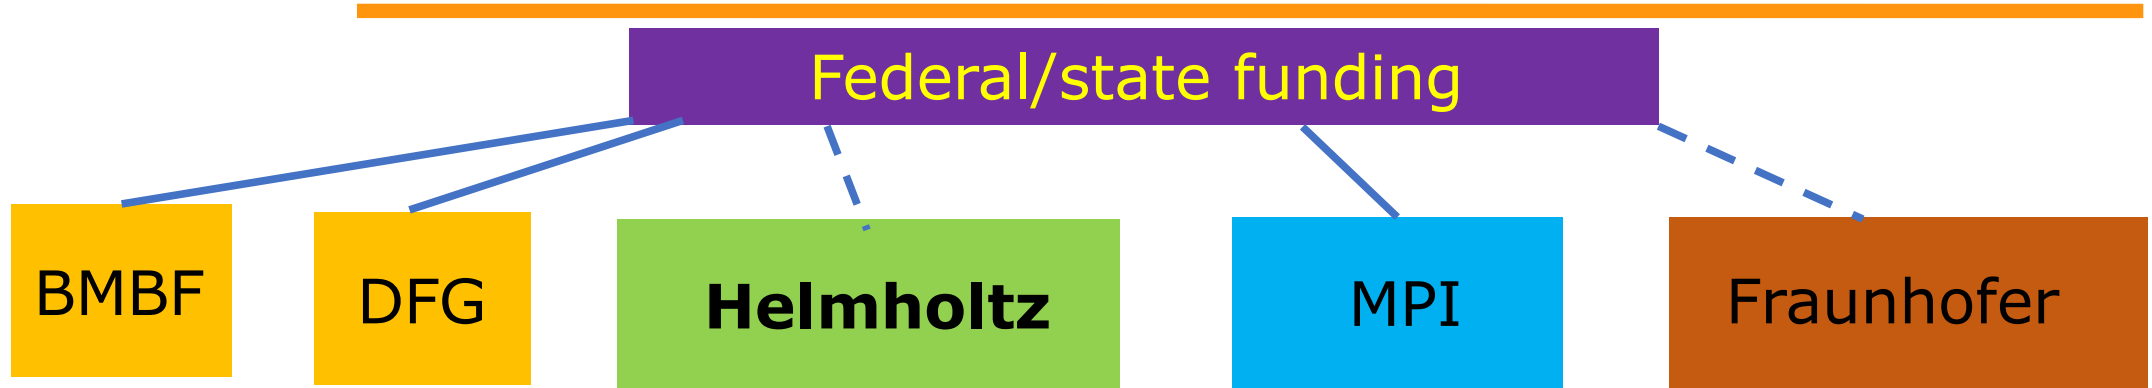 Federal/state funding
BMBF
DFG
Helmholtz
MPI
Fraunhofer